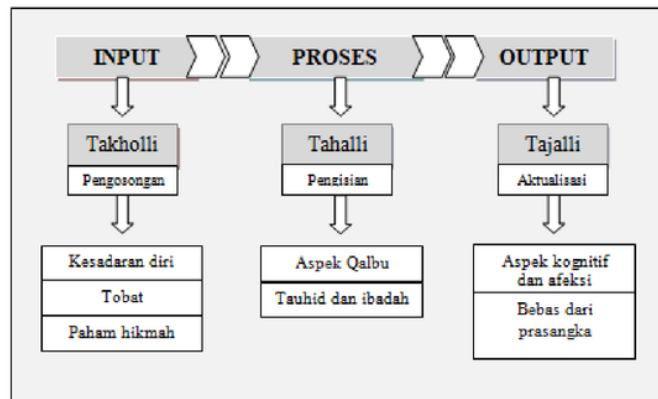 INPUT
PROSES
OUTPUT
Takholli
Pengosongan
Tahalli
Pengisian
Tajalli
Aktualisasi
Kesadaran diri
Tobat
Paham hikmah
Aspek Qalbu
Tauhid dan ibadah
Aspek kognitif
dan afeksi
Bebas dari
prasangka